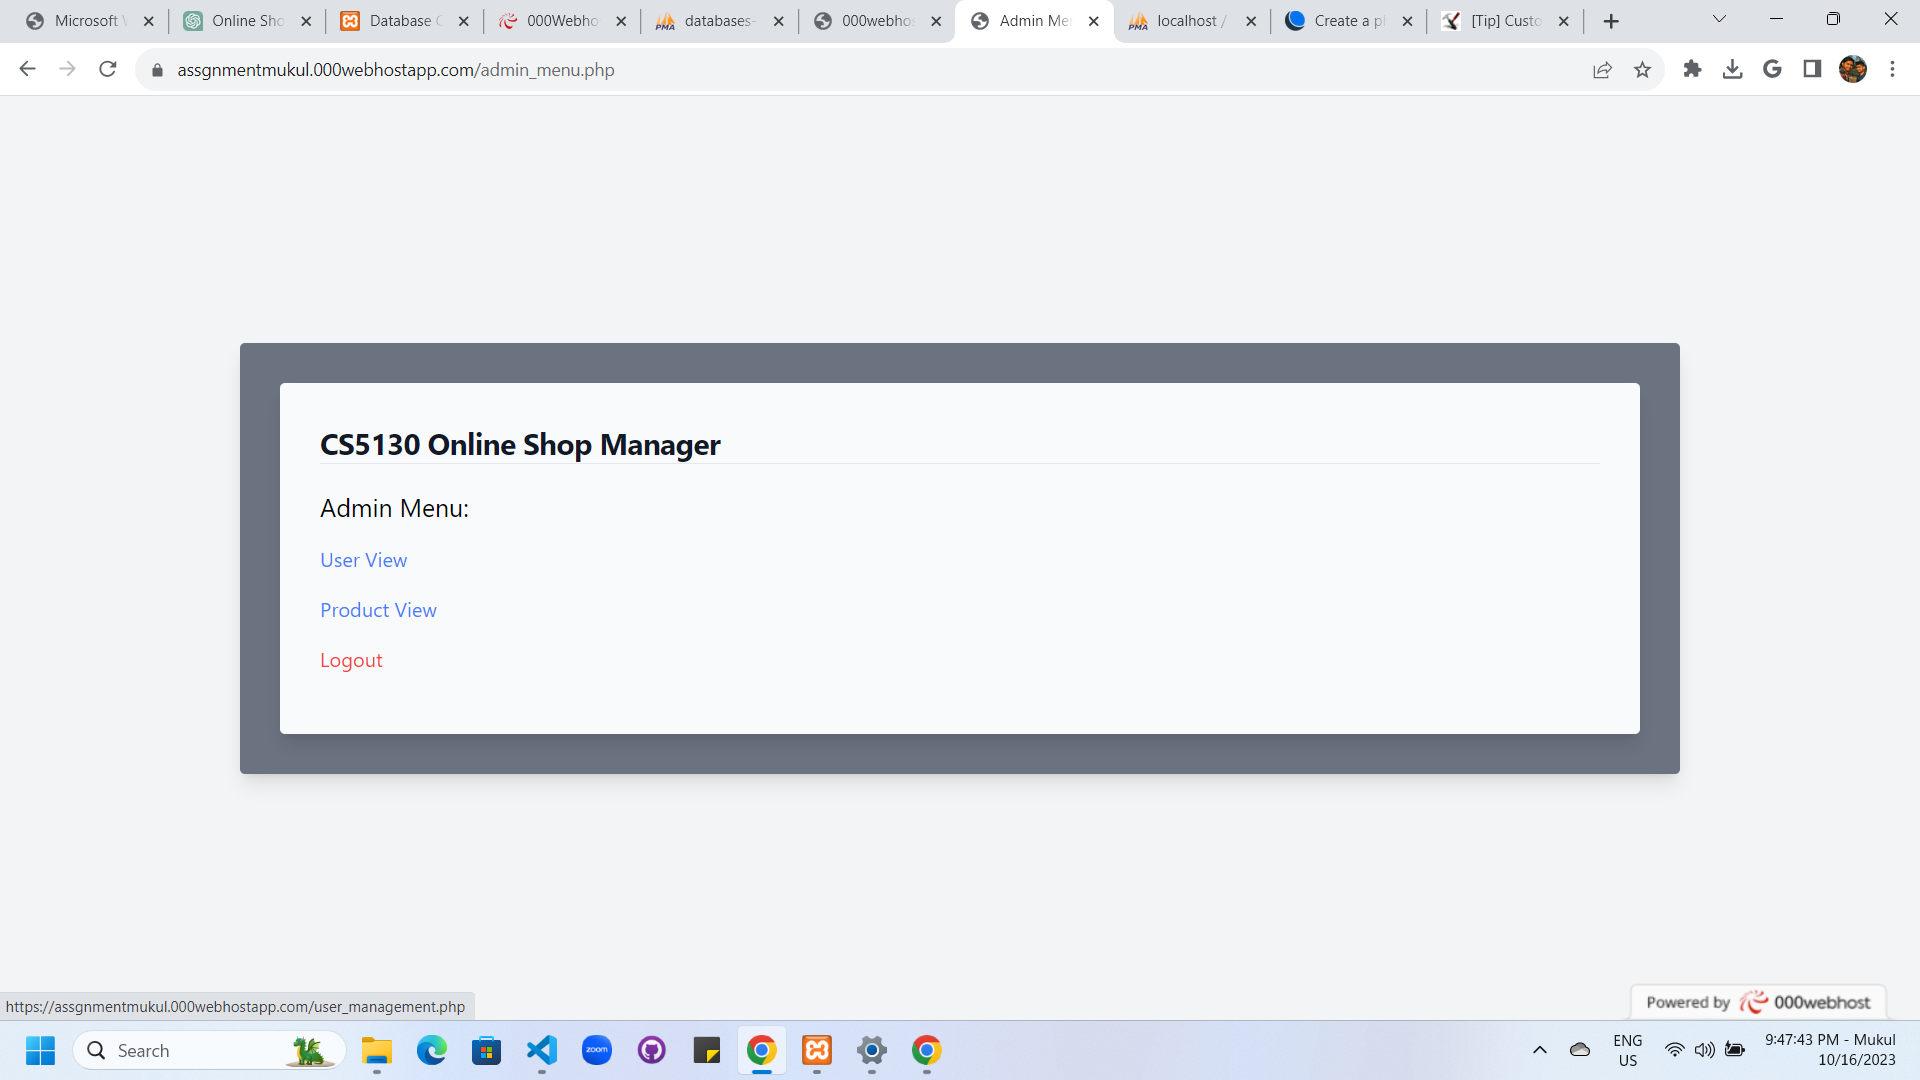 Microsoft
Online Sho
Database
000Webho
databases-
000webhos
Admin Me
localhost /
Create a p
[Tip] Custo
assgnmentmukul.000webhostapp.com/admin_menu.php
CS5130 Online Shop Manager
Admin Menu:
User View
Product View
Logout
https://assgnmentmukul.000webhostapp.com/user_management.php
Powered by 000webhost
Search
zoom
ENG
US
9:47:43 PM - Mukul
10/16/2023